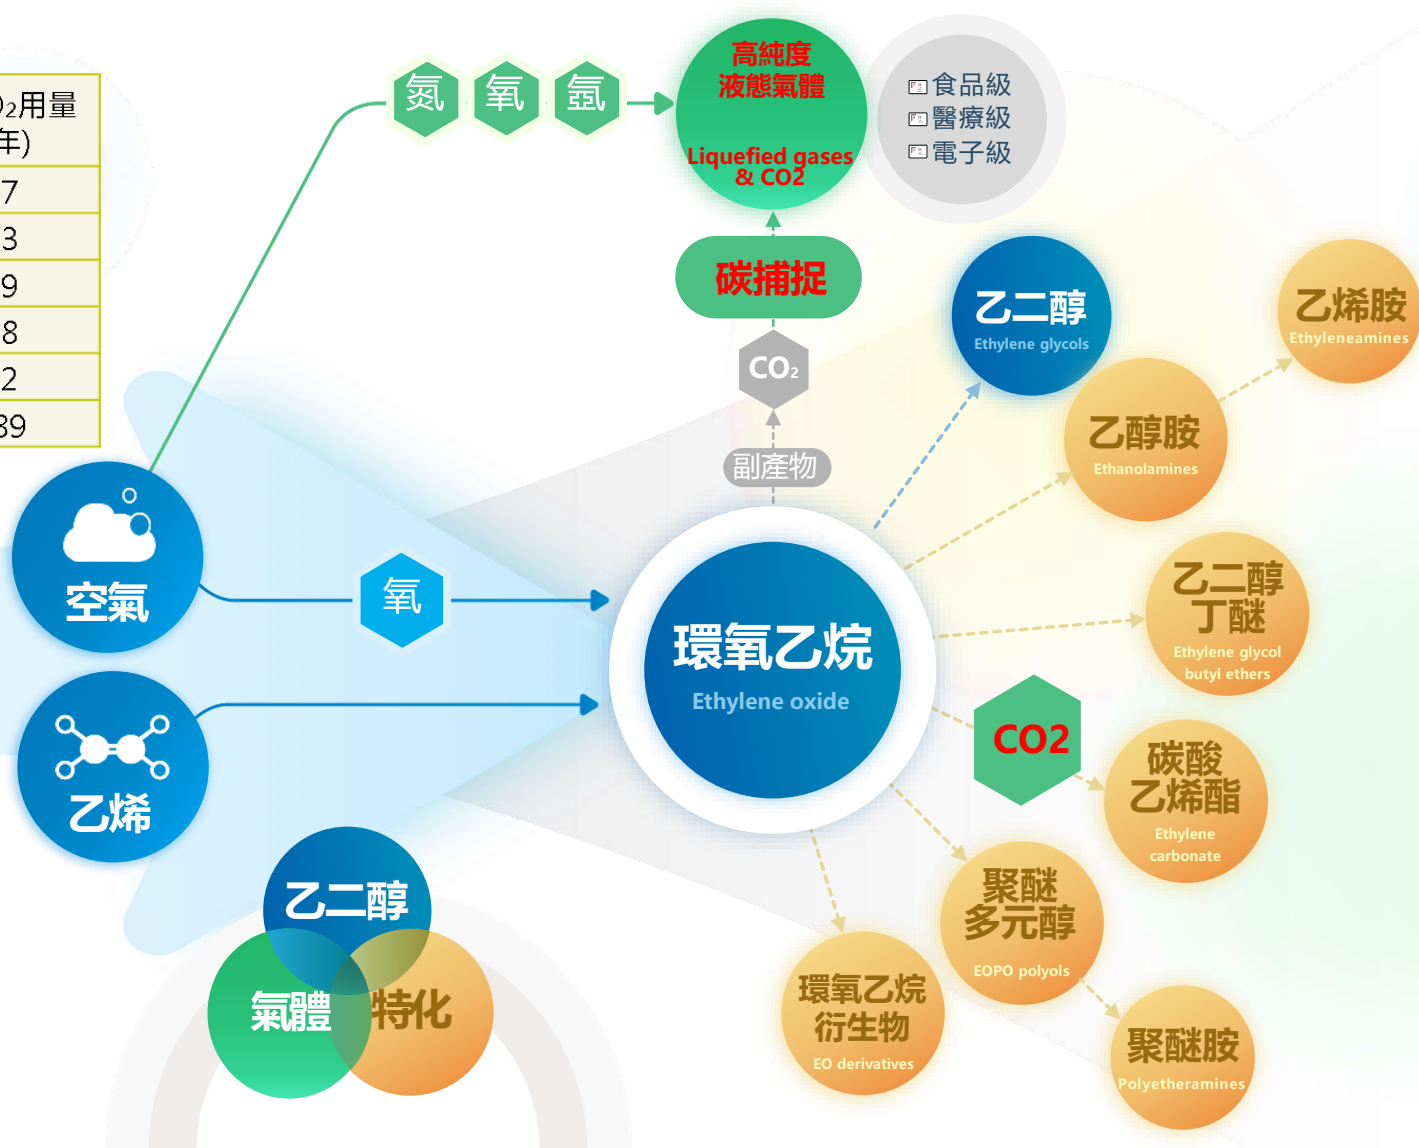 ₂用量
年)
7
3
9
8
2
39
氮
氧
氬
高純度
液態氣體
Liquefied gases
& CO2
食品級
醫療級
電子級
碳捕捉
CO₂
副產物
乙二醇
Ethylene glycols
乙烯胺
Ethyleneamines
乙醇胺
Ethanolamines
空氣
氧
乙烯
環氧乙烷
Ethylene oxide
乙二醇
丁醚
Ethylene glycol
butyl ethers
CO2
碳酸
乙烯酯
Ethylene
carbonate
聚醚
多元醇
EOPO polyols
環氧乙烷
衍生物
EO derivatives
聚醚胺
Polyetheramines
乙二醇
氣體
特化